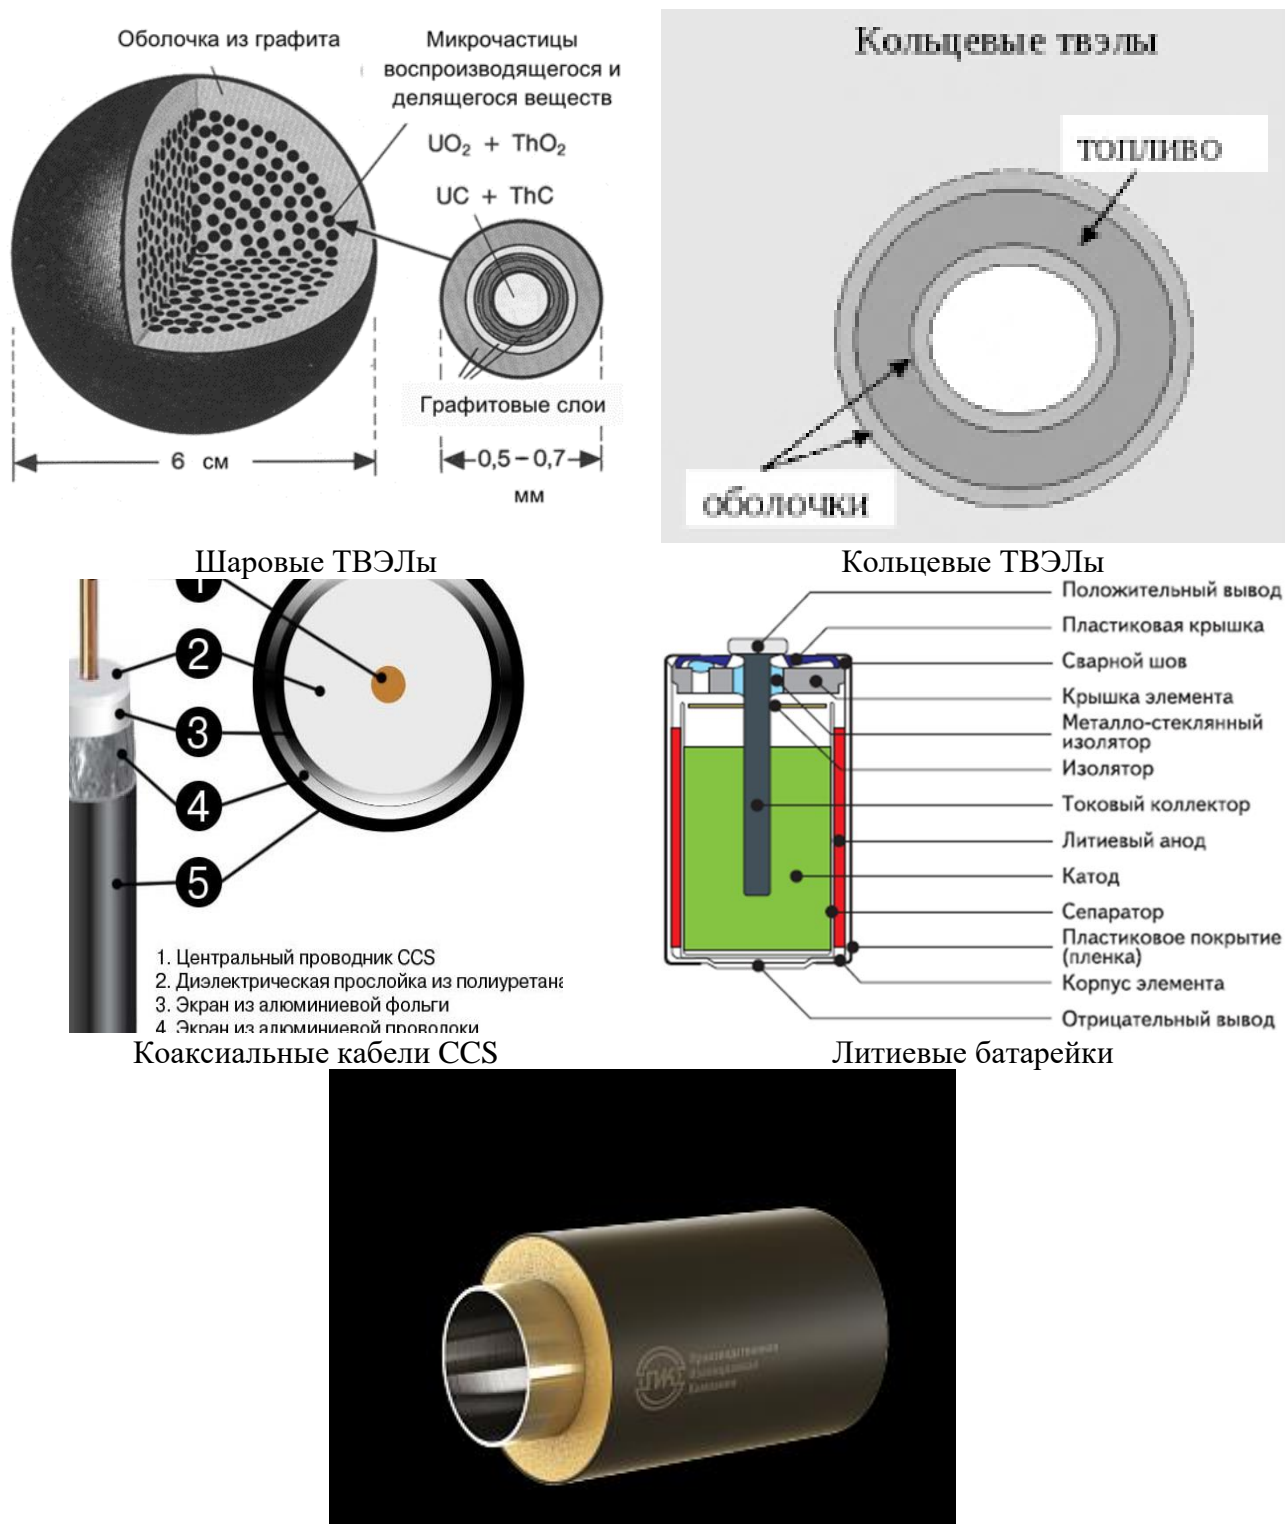 Оболочка из графита
Микрочастицы
воспроизводящегося и
делящегося веществ
UO₂ + ThO₂
UC + ThC
Графитовые слои
6 см
0,5 – 0,7
мм
Кольцевые твэлы
топливо
оболочки
Шаровые ТВЭЛы
Кольцевые ТВЭЛы
1
2
3
4
5
1. Центральный проводник CCS
2. Диэлектрическая прослойка из полиуретана
3. Экран из алюминиевой фольги
4. Экран из алюминиевой проволоки
Положительный вывод
Пластиковая крышка
Сварной шов
Крышка элемента
Металло-стеклянный
изолятор
Изолятор
Токовый коллектор
Литиевый анод
Катод
Сепаратор
Пластиковое покрытие
(пленка)
Корпус элемента
Отрицательный вывод
Коаксиальные кабели CCS
Литиевые батарейки
ПИК
Производственная
Изоляционная
Компания